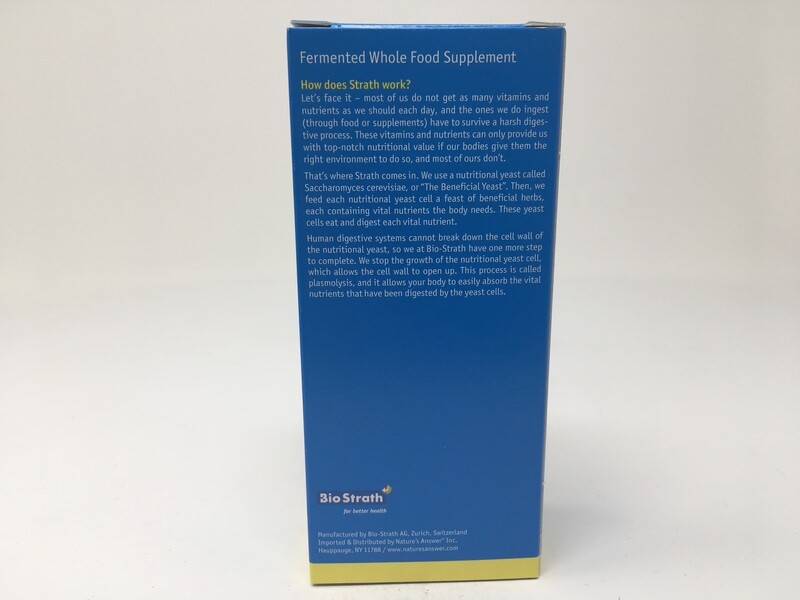 Fermented Whole Food Supplement
How does Strath work?
Let's face it – most of us do not get as many vitamins and
nutrients as we should each day, and the ones we do ingest
(through food or supplements) have to survive a harsh diges-
tive process. These vitamins and nutrients can only provide us
with top-notch nutritional value if our bodies give them the
right environment to do so, and most of ours don't.
That's where Strath comes in. We use a nutritional yeast called
Saccharomyces cerevisiae, or "The Beneficial Yeast". Then, we
feed each nutritional yeast cell a feast of beneficial herbs,
each containing vital nutrients the body needs. These yeast
cells eat and digest each vital nutrient.
Human digestive systems cannot break down the cell wall of
the nutritional yeast, so we at Bio-Strath have one more step
to complete. We stop the growth of the nutritional yeast cell,
which allows the cell wall to open up. This process is called
plasmolysis, and it allows your body to easily absorb the vital
nutrients that have been digested by the yeast cells.
Bio Strath
for better health
Manufactured by Bio-Strath AG, Zurich, Switzerland
Imported & Distributed by Nature's Answer® Inc.
Hauppauge, NY 11788 / www.naturesanswer.com